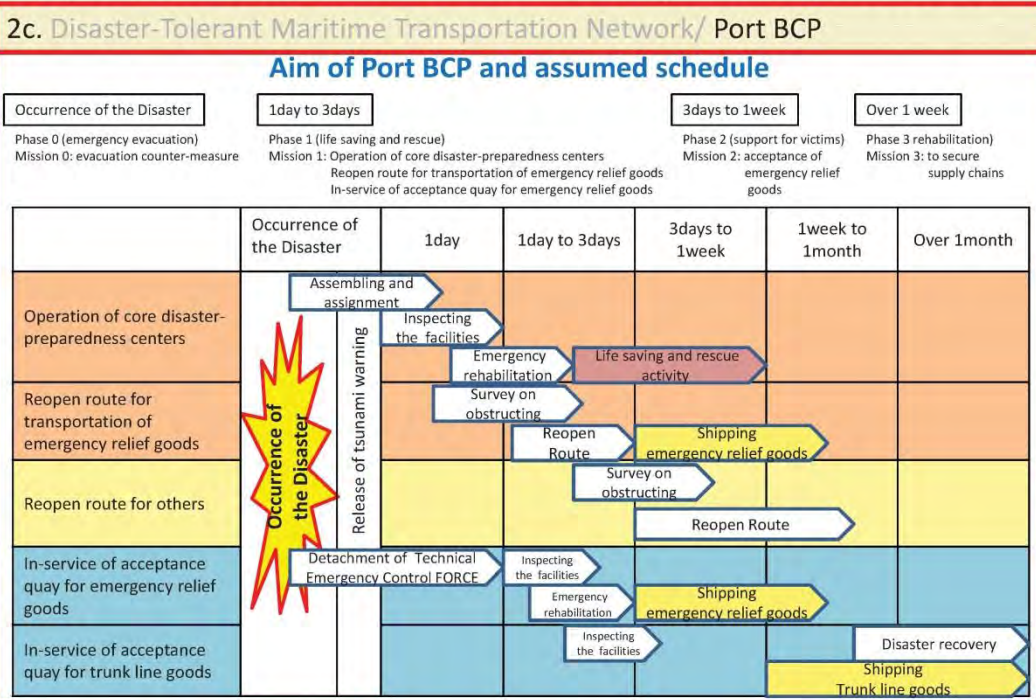 2c. Disaster-Tolerant Maritime Transportation Network/ Port BCP
Aim of Port BCP and assumed schedule
Occurrence of the Disaster
Phase 0 (emergency evacuation)
Mission 0: evacuation counter-measure
1day to 3days
Phase 1 (life saving and rescue)
Mission 1: Operation of core disaster-preparedness centers
Reopen route for transportation of emergency relief goods
In-service of acceptance quay for emergency relief goods
3days to 1week
Phase 2 (support for victims)
Mission 2: acceptance of
emergency relief
goods
Over 1 week
Phase 3 rehabilitation)
Mission 3: to secure
supply chains
Occurrence of
the Disaster
1day
1day to 3days
3days to
1week
1week to
1month
Over 1month
Operation of core disaster-
preparedness centers
Assembling and
assignment
Inspecting
the facilities
Emergency
rehabilitation
Life saving and rescue
activity
Occurrence of
the Disaster
Release of tsunami warning
Reopen route for
transportation of
emergency relief goods
Survey on
obstructing
Reopen
Route
Shipping
emergency relief goods
Reopen route for others
Survey on
obstructing
Reopen Route
In-service of acceptance
quay for emergency relief
goods
Detachment of Technical
Emergency Control FORCE
Inspecting
the facilities
Emergency
rehabilitation
Shipping
emergency relief goods
In-service of acceptance
quay for trunk line goods
Inspecting
the facilities
Disaster recovery
Shipping
Trunk line goods